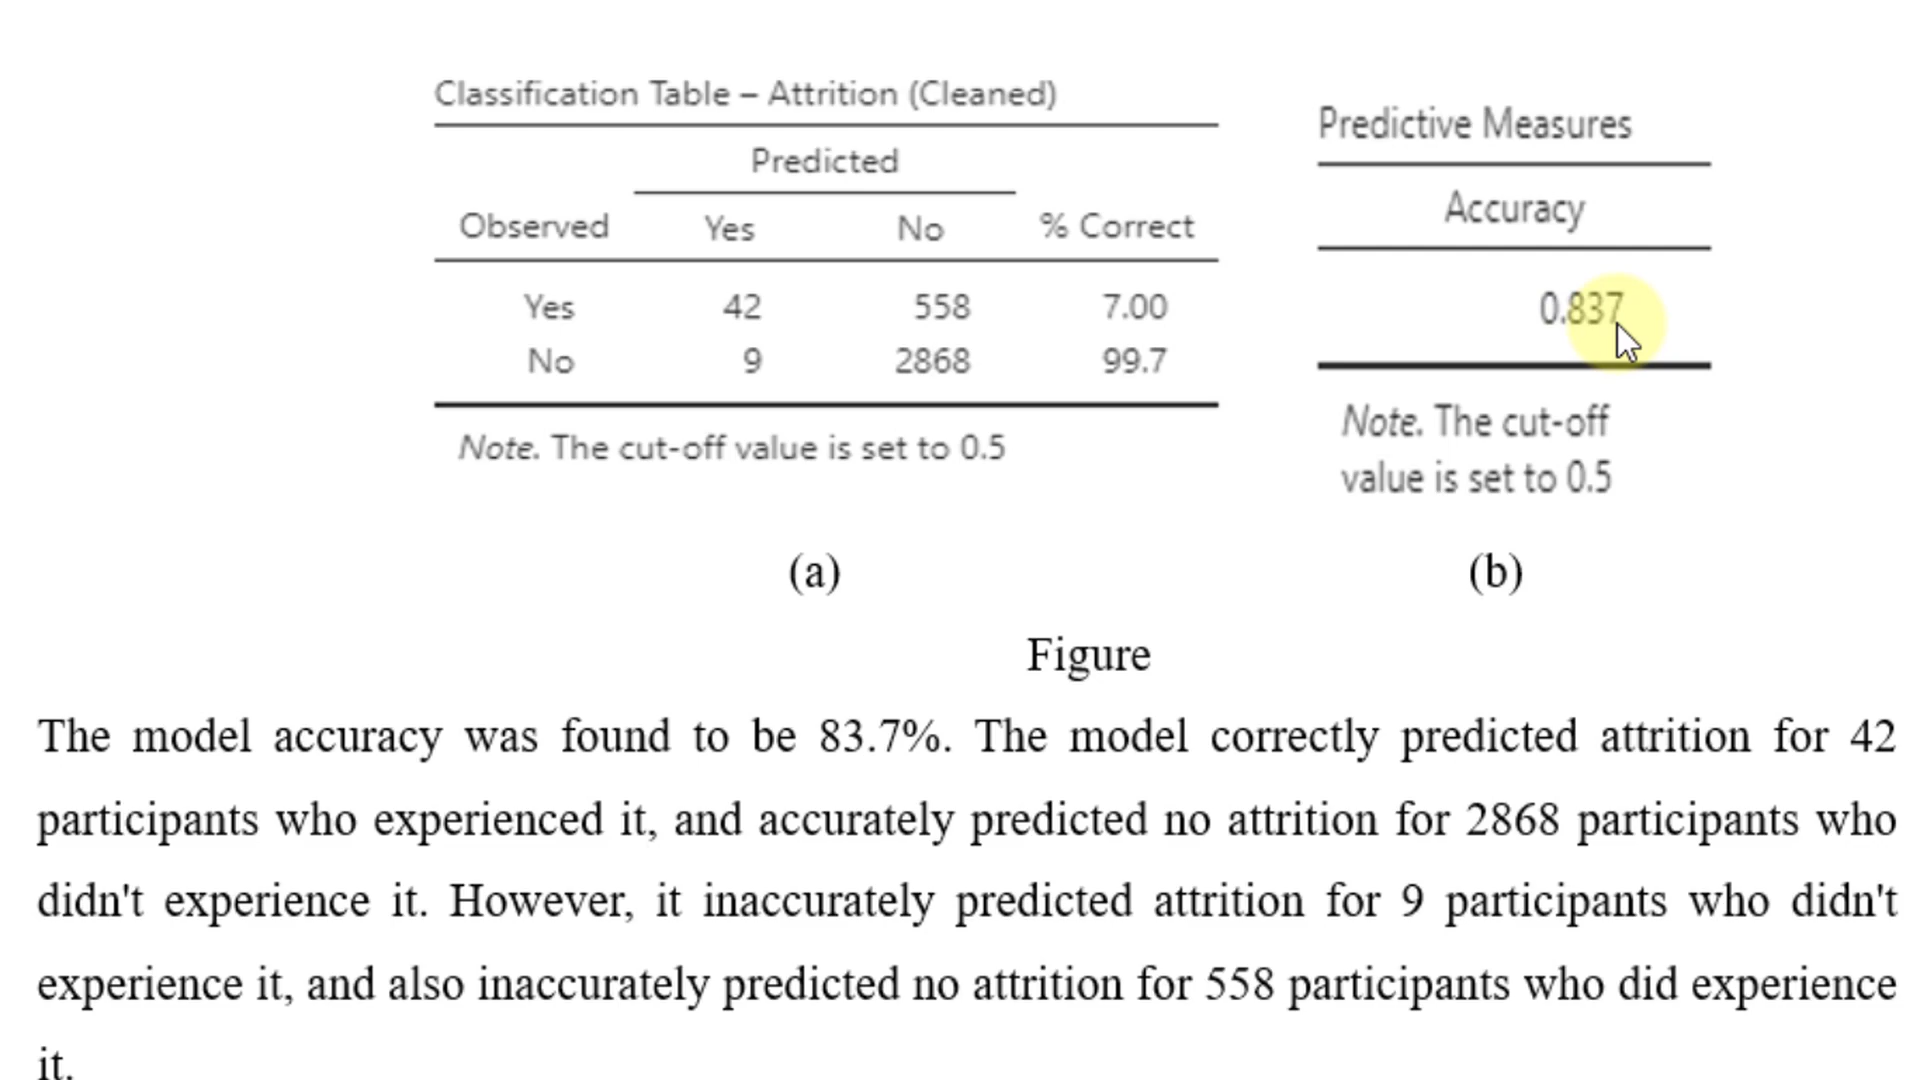 Classification Table – Attrition (Cleaned)
Predicted
Observed Yes No % Correct
Yes 42 558 7.00
No 9 2868 99.7
Note. The cut-off value is set to 0.5
(a)
Predictive Measures
Accuracy
0.837
Note. The cut-off
value is set to 0.5
(b)
Figure
The model accuracy was found to be 83.7%. The model correctly predicted attrition for 42
participants who experienced it, and accurately predicted no attrition for 2868 participants who
didn't experience it. However, it inaccurately predicted attrition for 9 participants who didn't
experience it, and also inaccurately predicted no attrition for 558 participants who did experience
it.